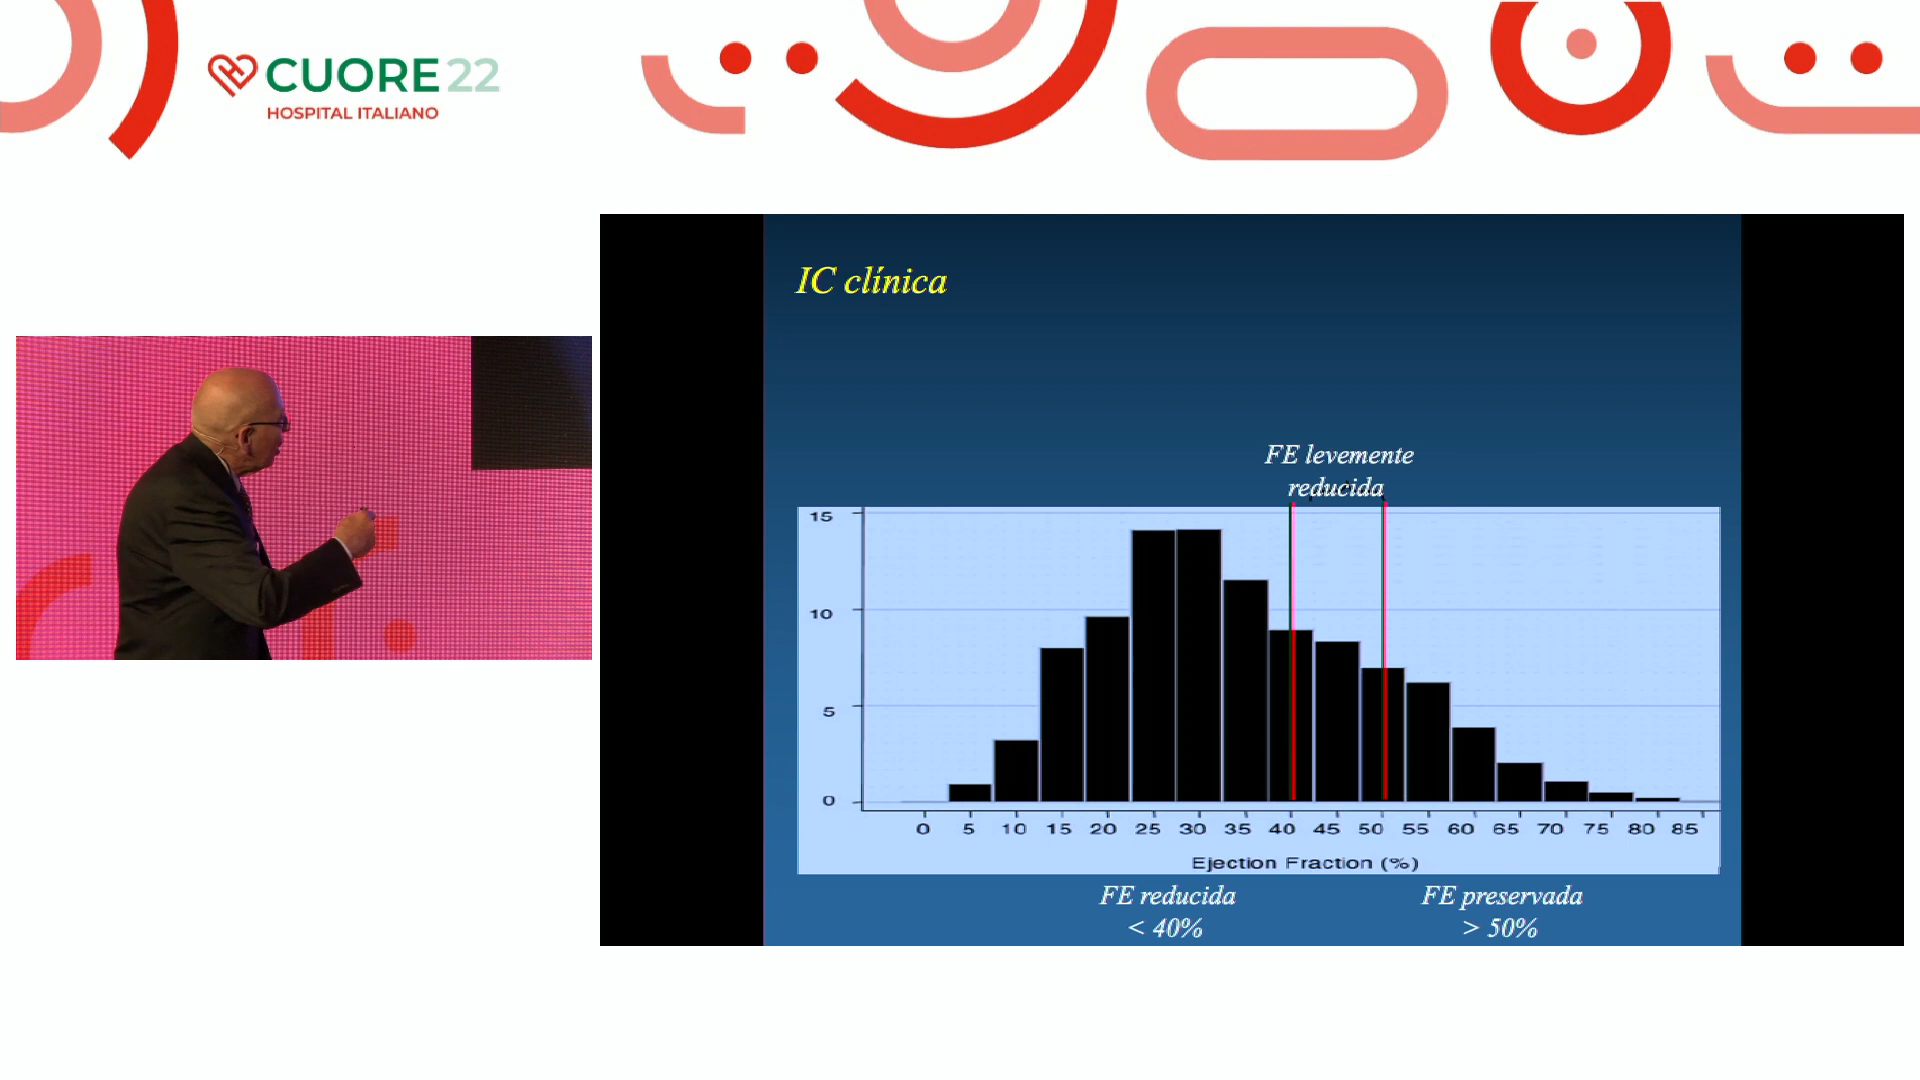 CUORE 22
HOSPITAL ITALIANO
IC clínica
FE levemente
reducida
15
10
5
0
0 5 10 15 20 25 30 35 40 45 50 55 60 65 70 75 80 85
Ejection Fraction (%)
FE reducida
< 40%
FE preservada
> 50%